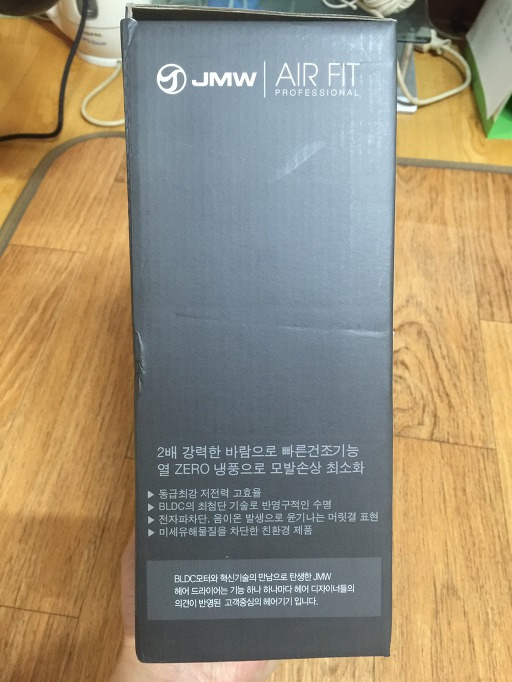 JMW AIR FIT
PROFESSIONAL
2배 강력한 바람으로 빠른건조기능
열 ZERO 냉풍으로 모발손상 최소화
▶ 동급최강 저전력 고효율
▶ BLDC의 최첨단 기술로 반영구적인 수명
▶ 전자파차단, 음이온 발생으로 윤기나는 머릿결 표현
▶ 미세유해물질을 차단한 친환경 제품
BLDC모터와 혁신기술의 만남으로 탄생한 JMW
헤어 드라이어는 기능 하나 하나마다 헤어 디자이너들의
의견이 반영된 고객중심의 헤어기기 입니다.